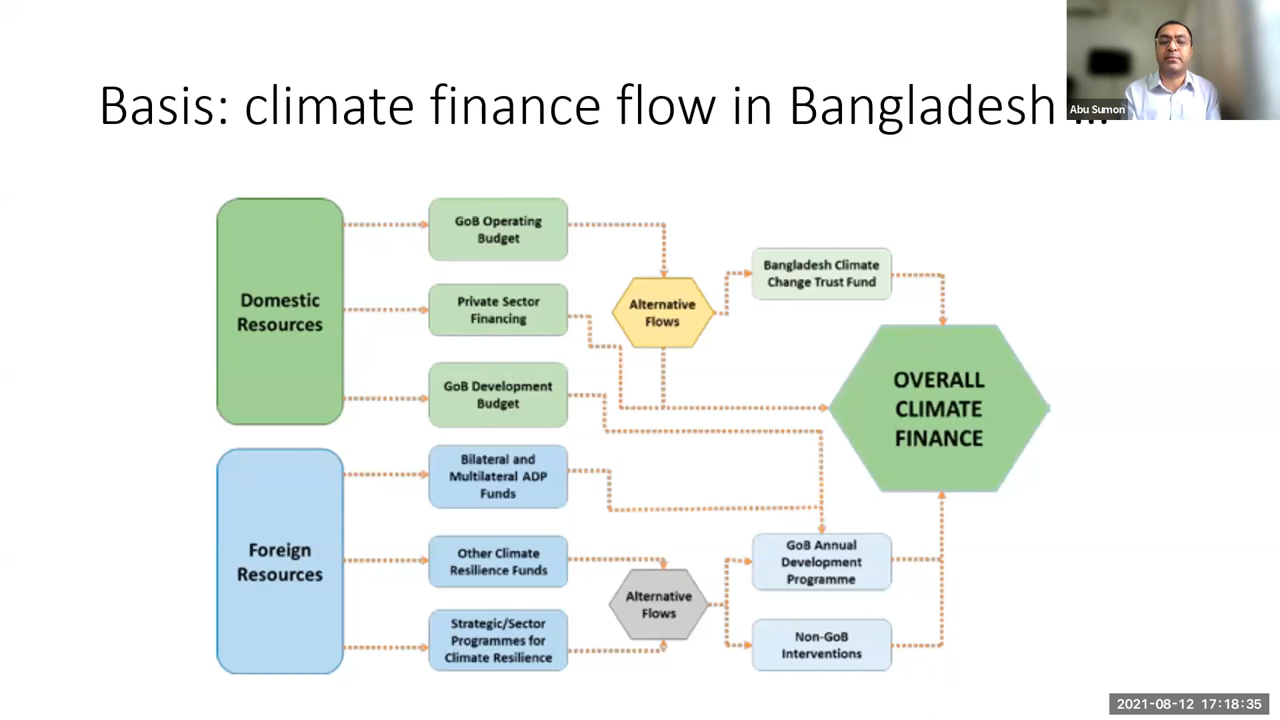 Basis: climate finance flow in Bangladesh ...
Abu Sumon
Domestic
Resources
GoB Operating
Budget
Private Sector
Financing
GoB Development
Budget
Alternative
Flows
Bangladesh Climate
Change Trust Fund
OVERALL
CLIMATE
FINANCE
Foreign
Resources
Bilateral and
Multilateral ADP
Funds
Other Climate
Resilience Funds
Strategic/Sector
Programmes for
Climate Resilience
Alternative
Flows
GoB Annual
Development
Programme
Non-GoB
Interventions
2021-08-12 17:18:35